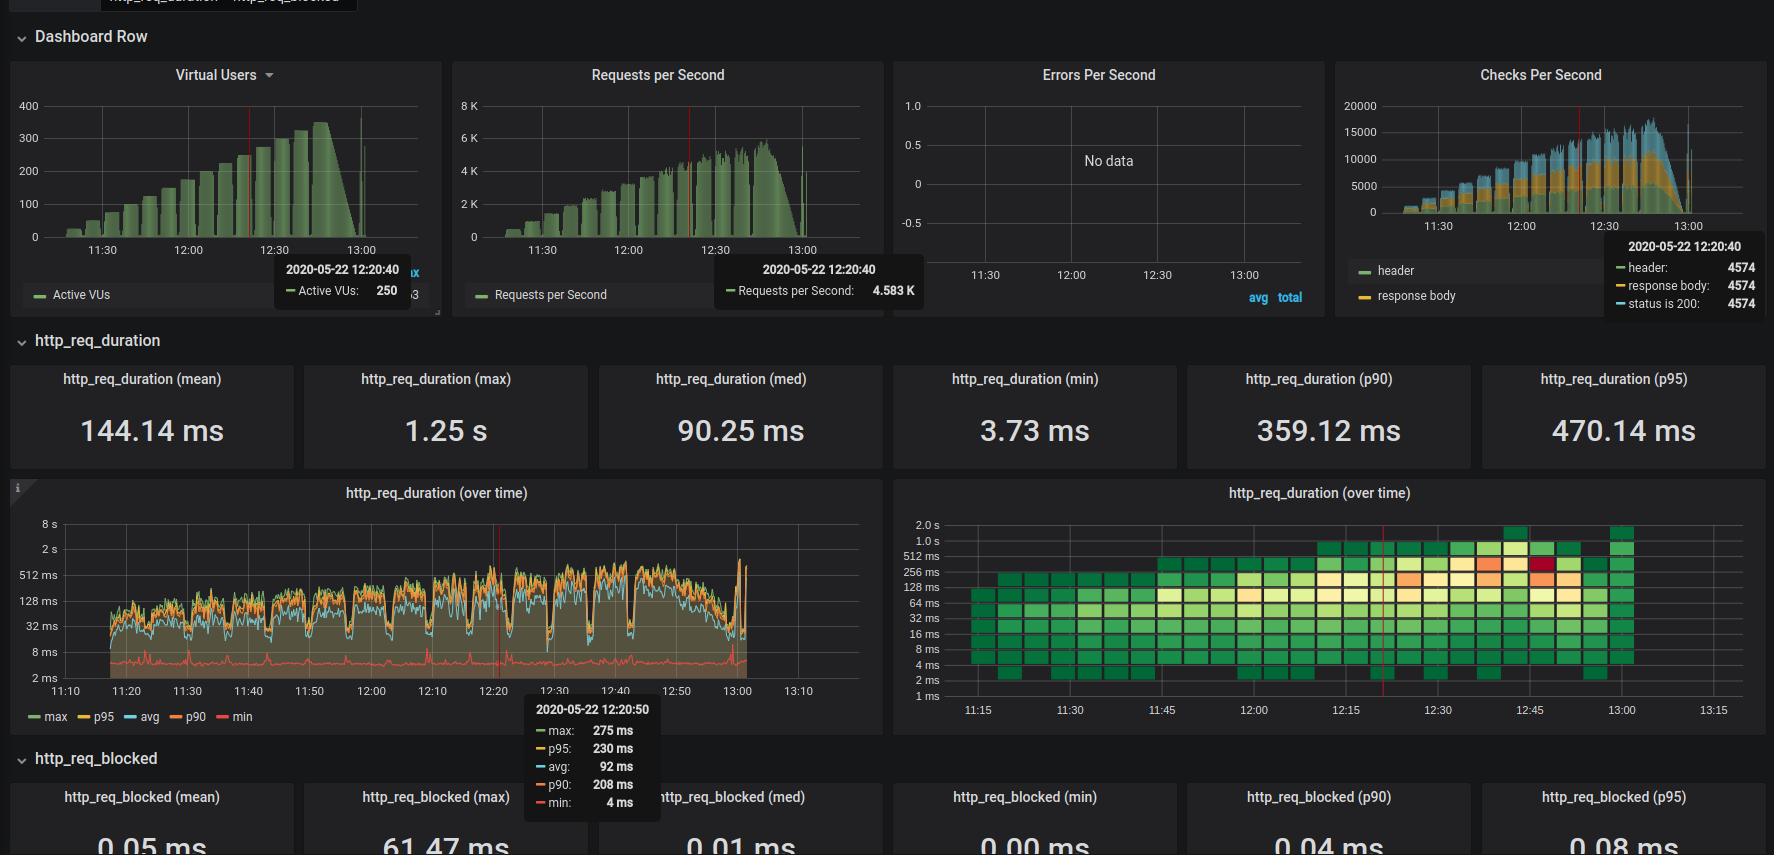 http_req_duration   http_req_blocked
Dashboard Row
Virtual Users
400
300
200
100
0
11:30 12:00 12:30 13:00
2020-05-22 12:20:40
Active VUs: 250
ax
Active VUs
63
Requests per Second
8 K
6 K
4 K
2 K
0
11:30 12:00 12:30 13:00
2020-05-22 12:20:40
Requests per Second: 4.583 K
Requests per Second
Errors Per Second
1.0
0.5
0
-0.5
No data
11:30 12:00 12:30 13:00
avg total
Checks Per Second
20000
15000
10000
5000
0
11:30 12:00 12:30 13:00
2020-05-22 12:20:40
header: 4574
response body: 4574
status is 200: 4574
header
response body
http_req_duration
http_req_duration (mean)
144.14 ms
http_req_duration (max)
1.25 s
http_req_duration (med)
90.25 ms
http_req_duration (min)
3.73 ms
http_req_duration (p90)
359.12 ms
http_req_duration (p95)
470.14 ms
i
http_req_duration (over time)
8 s
2 s
512 ms
128 ms
32 ms
8 ms
2 ms
11:10 11:20 11:30 11:40 11:50 12:00 12:10 12:20 12:30 12:40 12:50 13:00 13:10
max p95 avg p90 min
2020-05-22 12:20:50
max: 275 ms
p95: 230 ms
avg: 92 ms
p90: 208 ms
min: 4 ms
http_req_duration (over time)
2.0 s
1.0 s
512 ms
256 ms
128 ms
64 ms
32 ms
16 ms
8 ms
4 ms
2 ms
1 ms
11:15 11:30 11:45 12:00 12:15 12:30 12:45 13:00 13:15
http_req_blocked
http_req_blocked (mean)
0.05 ms
http_req_blocked (max)
61.47 ms
http_req_blocked (med)
0.01 ms
http_req_blocked (min)
0.00 ms
http_req_blocked (p90)
0.04 ms
http_req_blocked (p95)
0.08 ms